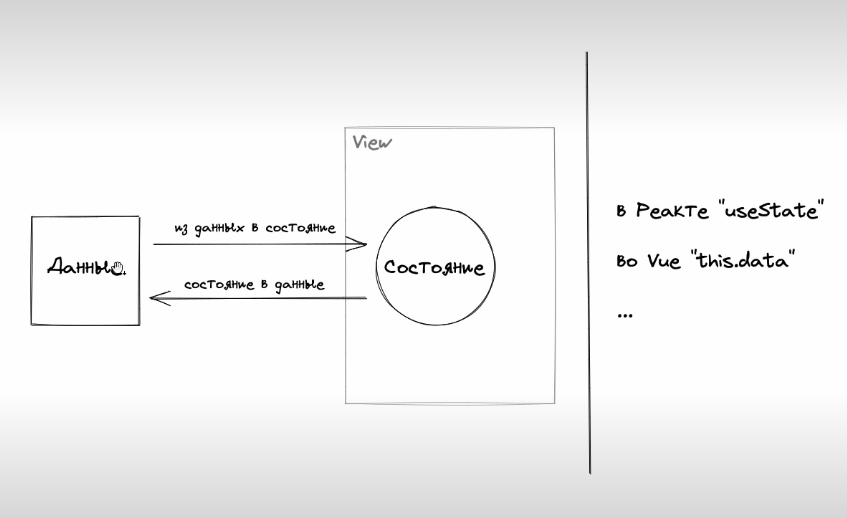 View
из данных в состояние
Данные
Состояние
состояние в данные
в Реакте "useState"
во Vue "this.data"
...